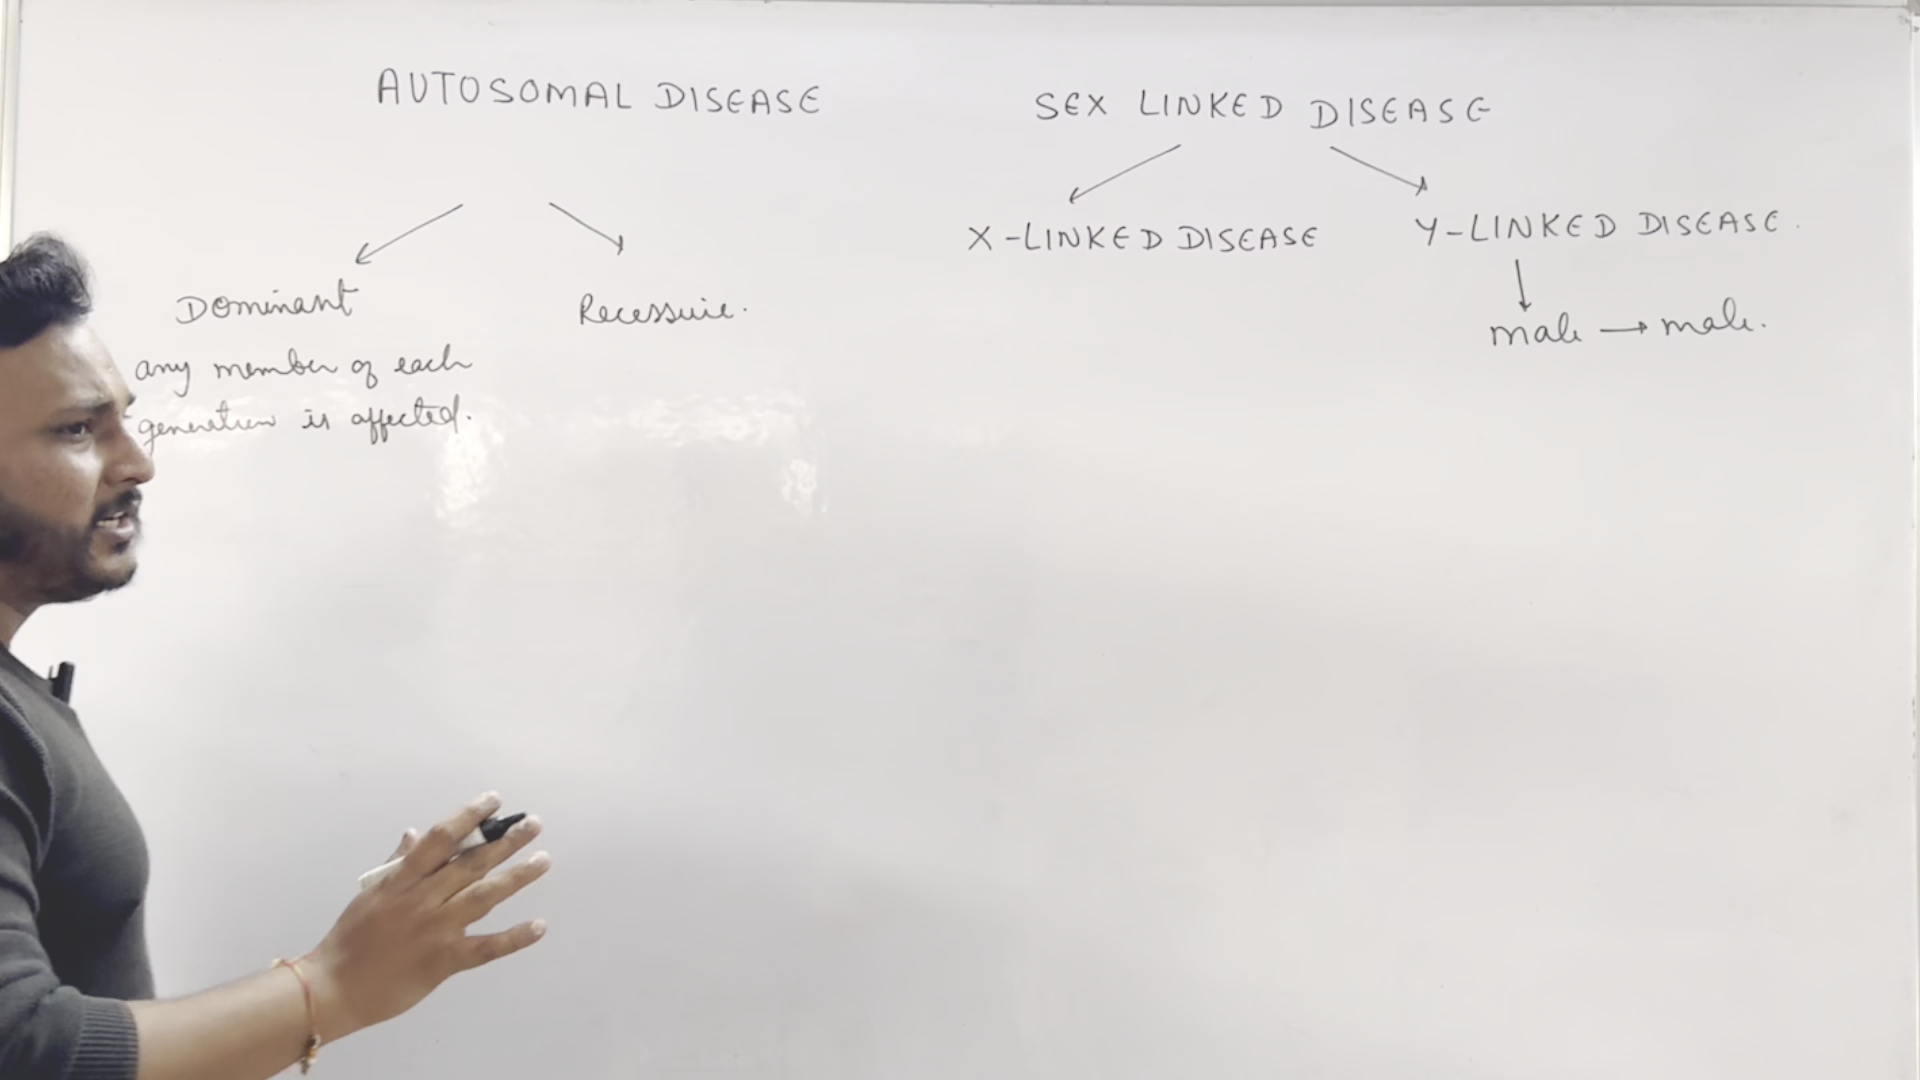 AUTOSOMAL DISEASE
Dominant
any member of each
generation is affected.
Recessive.
SEX LINKED DISEASE
X-LINKED DISEASE
Y-LINKED DISEASE.
male → male.